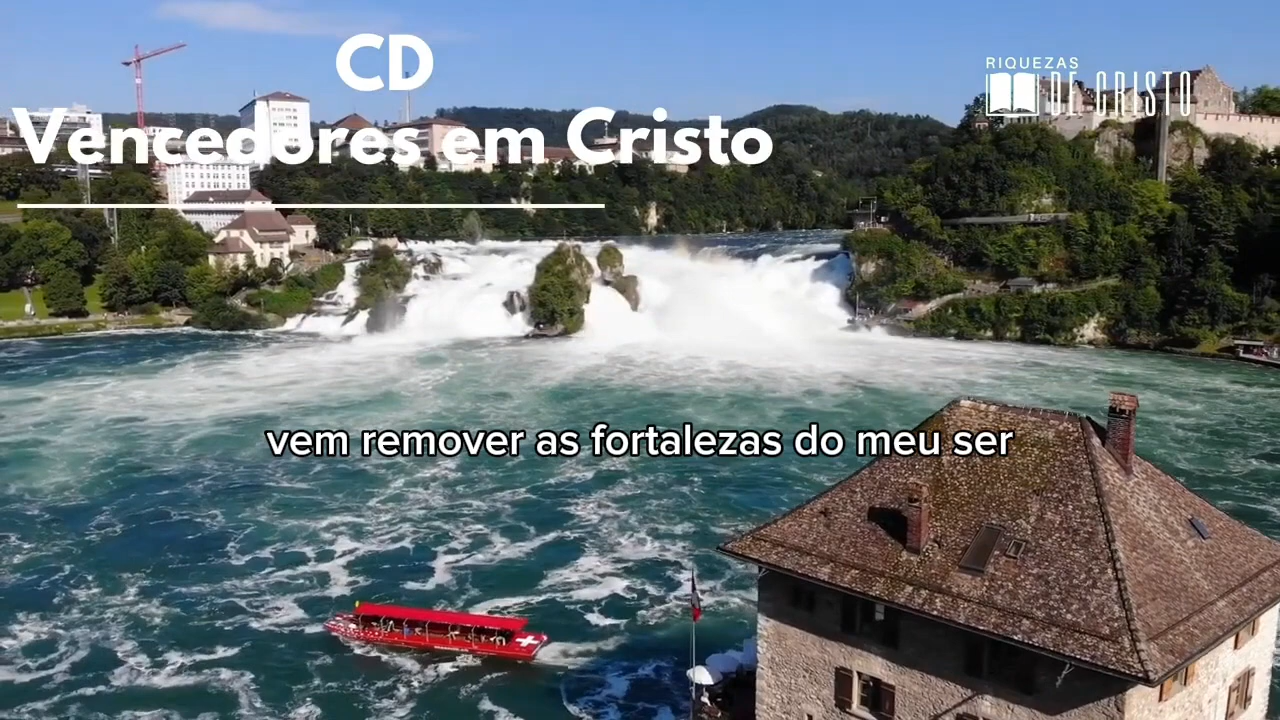 CD
Vencedores em Cristo
RIQUEZAS
DE CRISTO
vem remover as fortalezas do meu ser